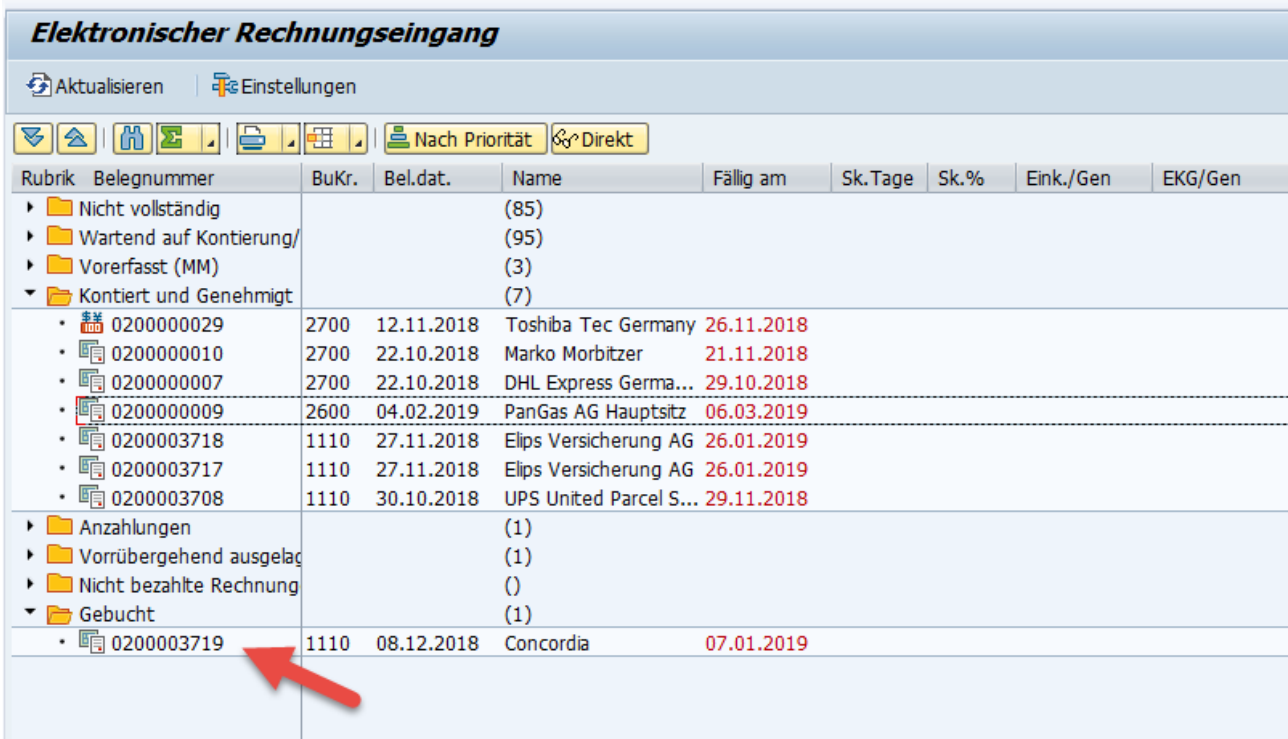 Elektronischer Rechnungseingang
Aktualisieren Einstellungen
Nach Priorität Direkt
Rubrik Belegnummer BuKr. Bel.dat. Name Fällig am Sk.Tage Sk.% Eink./Gen EKG/Gen
Nicht vollständig (85)
Wartend auf Kontierung/ (95)
Vorerfasst (MM) (3)
Kontiert und Genehmigt (7)
0200000029 2700 12.11.2018 Toshiba Tec Germany 26.11.2018
0200000010 2700 22.10.2018 Marko Morbitzer 21.11.2018
0200000007 2700 22.10.2018 DHL Express Germa... 29.10.2018
0200000009 2600 04.02.2019 PanGas AG Hauptsitz 06.03.2019
0200003718 1110 27.11.2018 Elips Versicherung AG 26.01.2019
0200003717 1110 27.11.2018 Elips Versicherung AG 26.01.2019
0200003708 1110 30.10.2018 UPS United Parcel S... 29.11.2018
Anzahlungen (1)
Vorrübergehend ausgelag (1)
Nicht bezahlte Rechnung ()
Gebucht (1)
0200003719 1110 08.12.2018 Concordia 07.01.2019